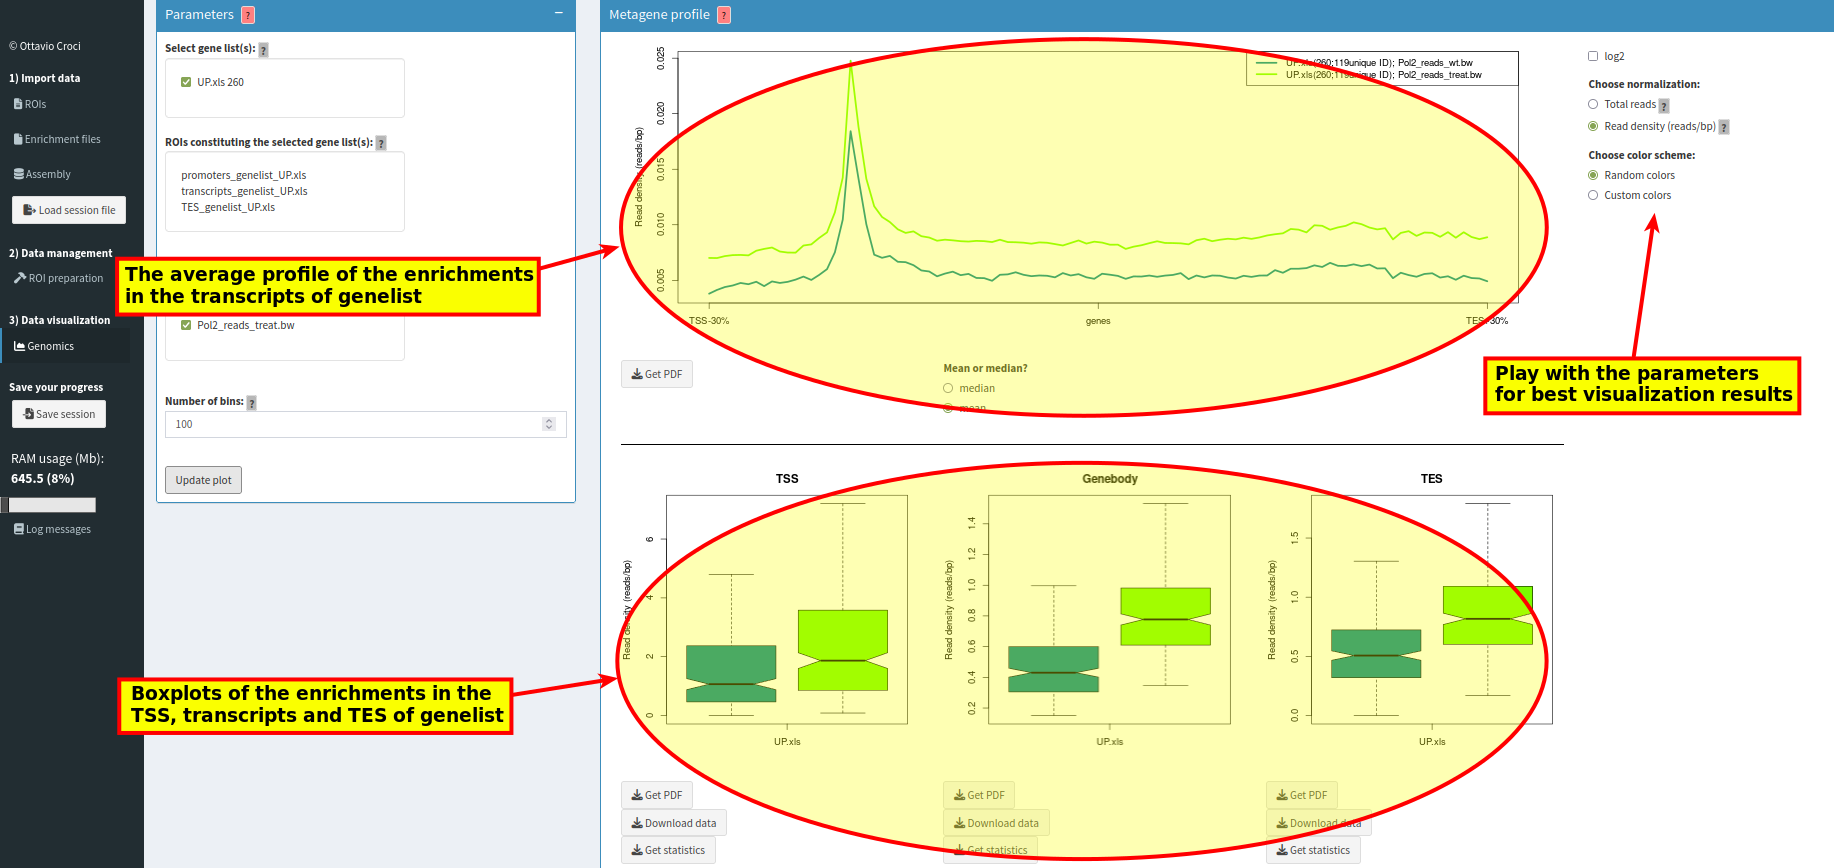 © Ottavio Croci
1) Import data
ROIs
Enrichment files
Assembly
Load session file
2) Data management
ROI preparation
3) Data visualization
Genomics
Save your progress
Save session
RAM usage (Mb):
645.5 (8%)
Log messages
Parameters ?
−
Select gene list(s): ?
UP.xls 260
ROIs constituting the selected gene list(s): ?
promoters_genelist_UP.xls
transcripts_genelist_UP.xls
TES_genelist_UP.xls
The average profile of the enrichments
in the transcripts of genelist
Pol2_reads_treat.bw
Number of bins: ?
100
Update plot
Metagene profile ?
UP.xls(260;119unique ID); Pol2_reads_wt.bw
UP.xls(260;119unique ID); Pol2_reads_treat.bw
Read density (reads/bp)
0.025
0.020
0.015
0.010
0.005
TSS-30%
genes
TES+30%
Get PDF
Mean or median?
median
mean
log2
Choose normalization:
Total reads ?
Read density (reads/bp) ?
Choose color scheme:
Random colors
Custom colors
Play with the parameters
for best visualization results
Boxplots of the enrichments in the
TSS, transcripts and TES of genelist
TSS
Read density (reads/bp)
6
4
2
0
UP.xls
Get PDF
Download data
Get statistics
Genebody
Read density (reads/bp)
1.4
1.2
1.0
0.8
0.6
0.4
0.2
UP.xls
Get PDF
Download data
Get statistics
TES
Read density (reads/bp)
1.5
1.0
0.5
0.0
UP.xls
Get PDF
Download data
Get statistics